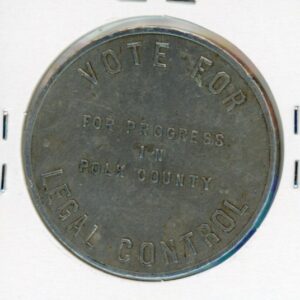 VOTE FOR
FOR PROGRESS
IN
POLK COUNTY
LEGAL CONTROL